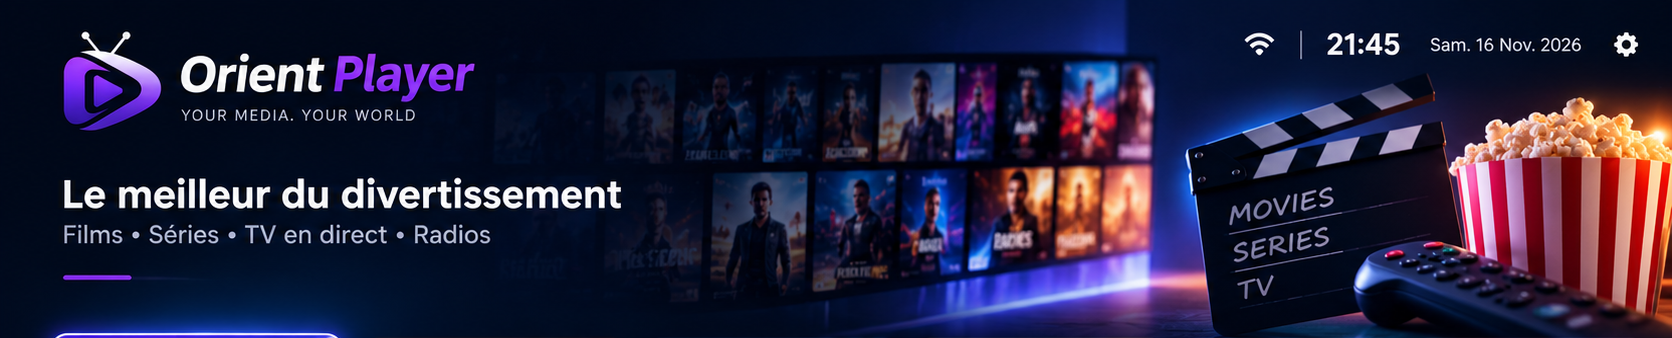 Orient Player
YOUR MEDIA. YOUR WORLD
21:45
Sam. 16 Nov. 2026
Le meilleur du divertissement
Films • Séries • TV en direct • Radios
MOVIES
SERIES
TV